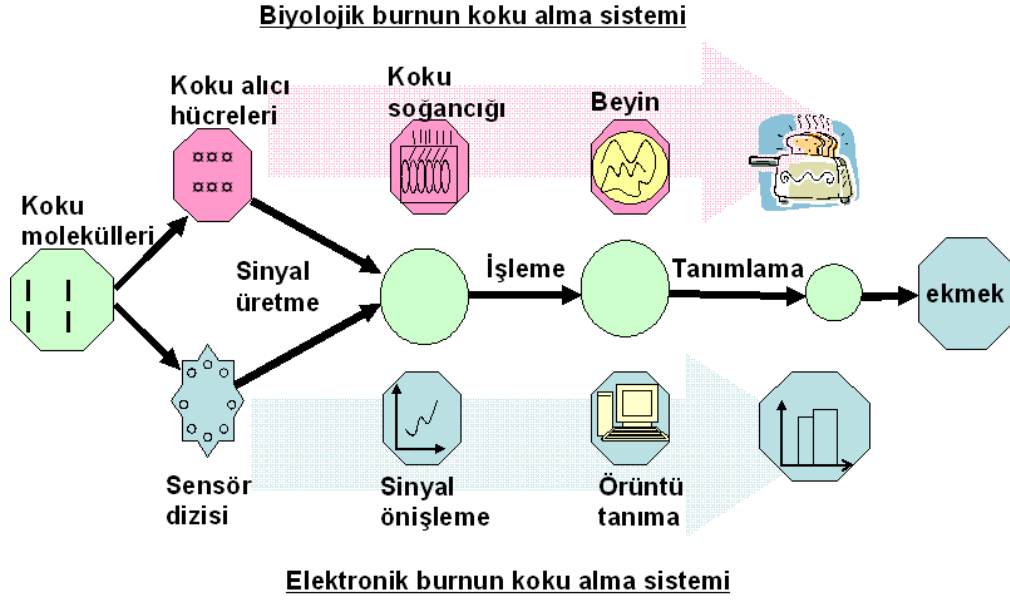 Biyolojik burnun koku alma sistemi
Koku alıcı
hücreleri
Koku
soğancığı
Beyin
Koku
molekülleri
Sinyal
üretme
İşleme
Tanımlama
ekmek
Sensör
dizisi
Sinyal
önişleme
Örüntü
tanıma
Elektronik burnun koku alma sistemi